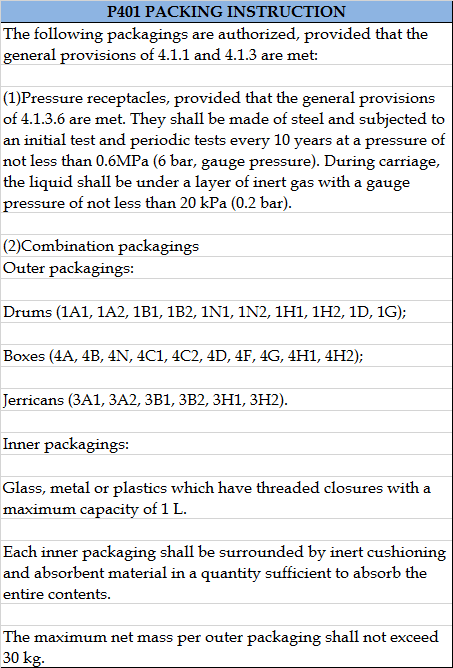 P401 PACKING INSTRUCTION
The following packagings are authorized, provided that the
general provisions of 4.1.1 and 4.1.3 are met:
(1)Pressure receptacles, provided that the general provisions
of 4.1.3.6 are met. They shall be made of steel and subjected to
an initial test and periodic tests every 10 years at a pressure of
not less than 0.6MPa (6 bar, gauge pressure). During carriage,
the liquid shall be under a layer of inert gas with a gauge
pressure of not less than 20 kPa (0.2 bar).
(2)Combination packagings
Outer packagings:
Drums (1A1, 1A2, 1B1, 1B2, 1N1, 1N2, 1H1, 1H2, 1D, 1G);
Boxes (4A, 4B, 4N, 4C1, 4C2, 4D, 4F, 4G, 4H1, 4H2);
Jerricans (3A1, 3A2, 3B1, 3B2, 3H1, 3H2).
Inner packagings:
Glass, metal or plastics which have threaded closures with a
maximum capacity of 1 L.
Each inner packaging shall be surrounded by inert cushioning
and absorbent material in a quantity sufficient to absorb the
entire contents.
The maximum net mass per outer packaging shall not exceed
30 kg.